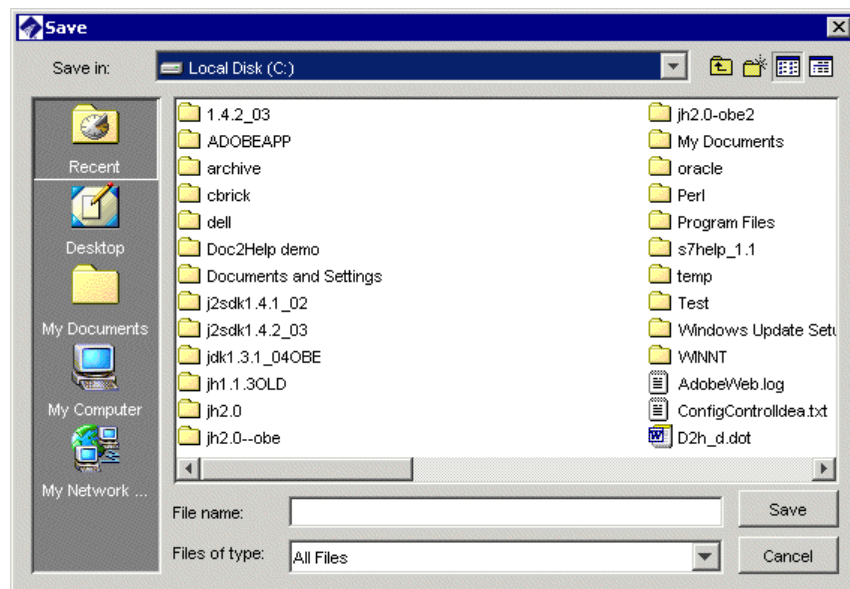 Save
Save in:
Local Disk (C:)
Recent
Desktop
My Documents
My Computer
My Network ...
1.4.2_03
ADOBEAPP
archive
cbrick
dell
Doc2Help demo
Documents and Settings
j2sdk1.4.1_02
j2sdk1.4.2_03
jdk1.3.1_04OBE
jh1.1.3OLD
jh2.0
jh2.0--obe
jh2.0-obe2
My Documents
oracle
Perl
Program Files
s7help_1.1
temp
Test
Windows Update Setu
WINNT
AdobeWeb.log
ConfigControlIdea.txt
D2h_d.dot
File name:
Save
Files of type:
All Files
Cancel